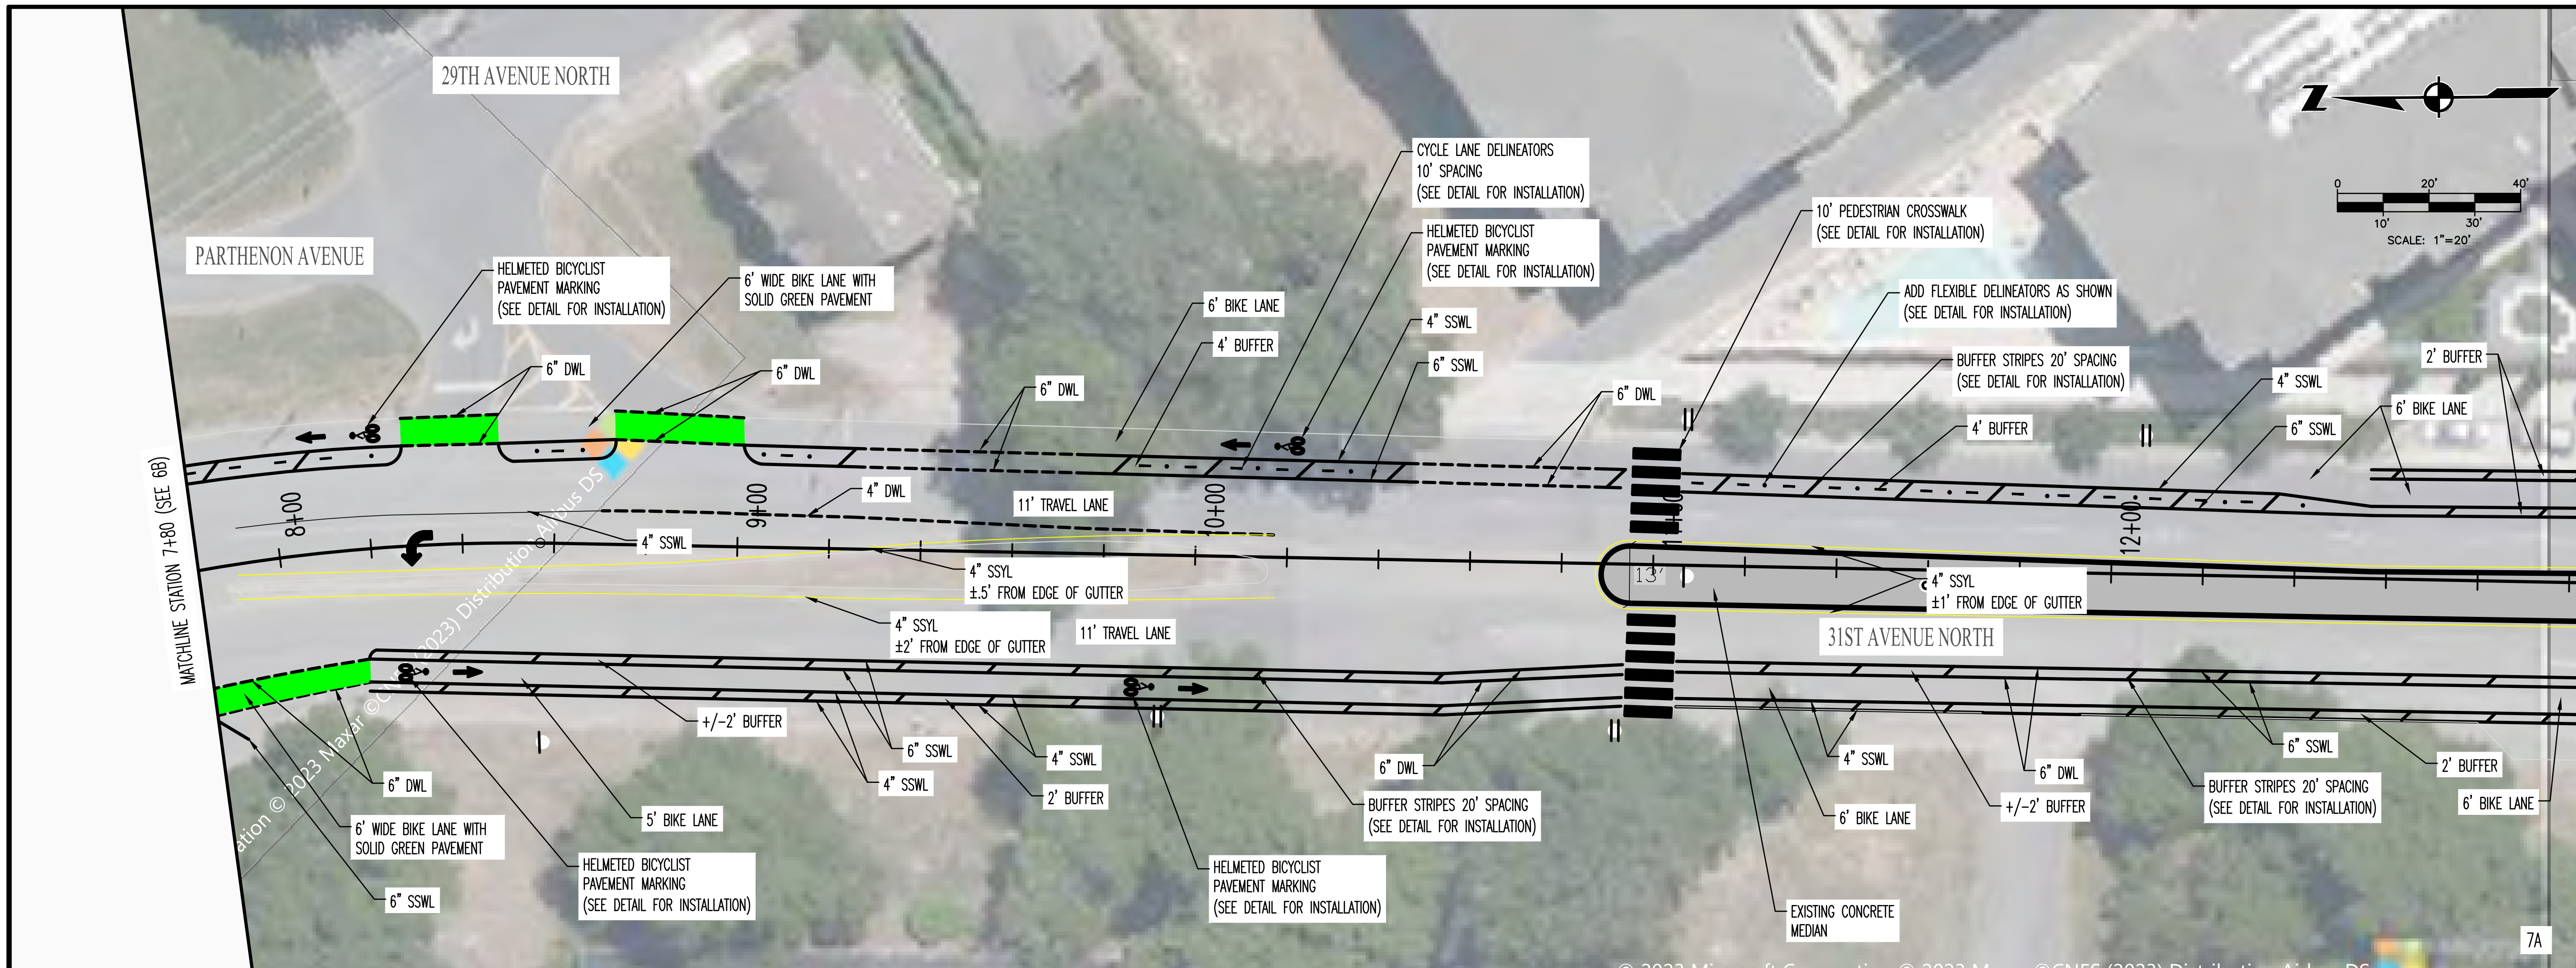 29TH AVENUE NORTH
PARTHENON AVENUE
HELMETED BICYCLIST
PAVEMENT MARKING
(SEE DETAIL FOR INSTALLATION)
6' WIDE BIKE LANE WITH
SOLID GREEN PAVEMENT
6" DWL
6" DWL
CYCLE LANE DELINEATORS
10' SPACING
(SEE DETAIL FOR INSTALLATION)
HELMETED BICYCLIST
PAVEMENT MARKING
(SEE DETAIL FOR INSTALLATION)
6' BIKE LANE
4' BUFFER
4" SSWL
6" SSWL
6" DWL
6" DWL
10' PEDESTRIAN CROSSWALK
(SEE DETAIL FOR INSTALLATION)
ADD FLEXIBLE DELINEATORS AS SHOWN
(SEE DETAIL FOR INSTALLATION)
BUFFER STRIPES 20' SPACING
(SEE DETAIL FOR INSTALLATION)
4' BUFFER
4" SSWL
6" SSWL
6' BIKE LANE
2' BUFFER
Z
0 20' 40'
10' 30'
SCALE: 1"=20'
MATCHLINE STATION 7+80 (SEE 6B)
8+00
9+00
10+00
11+00
12+00
4" DWL
11' TRAVEL LANE
4" SSWL
4" SSYL
±.5' FROM EDGE OF GUTTER
4" SSYL
±2' FROM EDGE OF GUTTER
11' TRAVEL LANE
13'
4" SSYL
±1' FROM EDGE OF GUTTER
31ST AVENUE NORTH
+/-2' BUFFER
6" SSWL
4" SSWL
4" SSWL
2' BUFFER
6" DWL
6" DWL
6' WIDE BIKE LANE WITH
SOLID GREEN PAVEMENT
6" SSWL
5' BIKE LANE
HELMETED BICYCLIST
PAVEMENT MARKING
(SEE DETAIL FOR INSTALLATION)
HELMETED BICYCLIST
PAVEMENT MARKING
(SEE DETAIL FOR INSTALLATION)
BUFFER STRIPES 20' SPACING
(SEE DETAIL FOR INSTALLATION)
4" SSWL
6' BIKE LANE
6" DWL
+/-2' BUFFER
6" SSWL
BUFFER STRIPES 20' SPACING
(SEE DETAIL FOR INSTALLATION)
2' BUFFER
6' BIKE LANE
EXISTING CONCRETE
MEDIAN
7A
ation © 2023 Maxar ©CNES (2023) Distribution Airbus DS